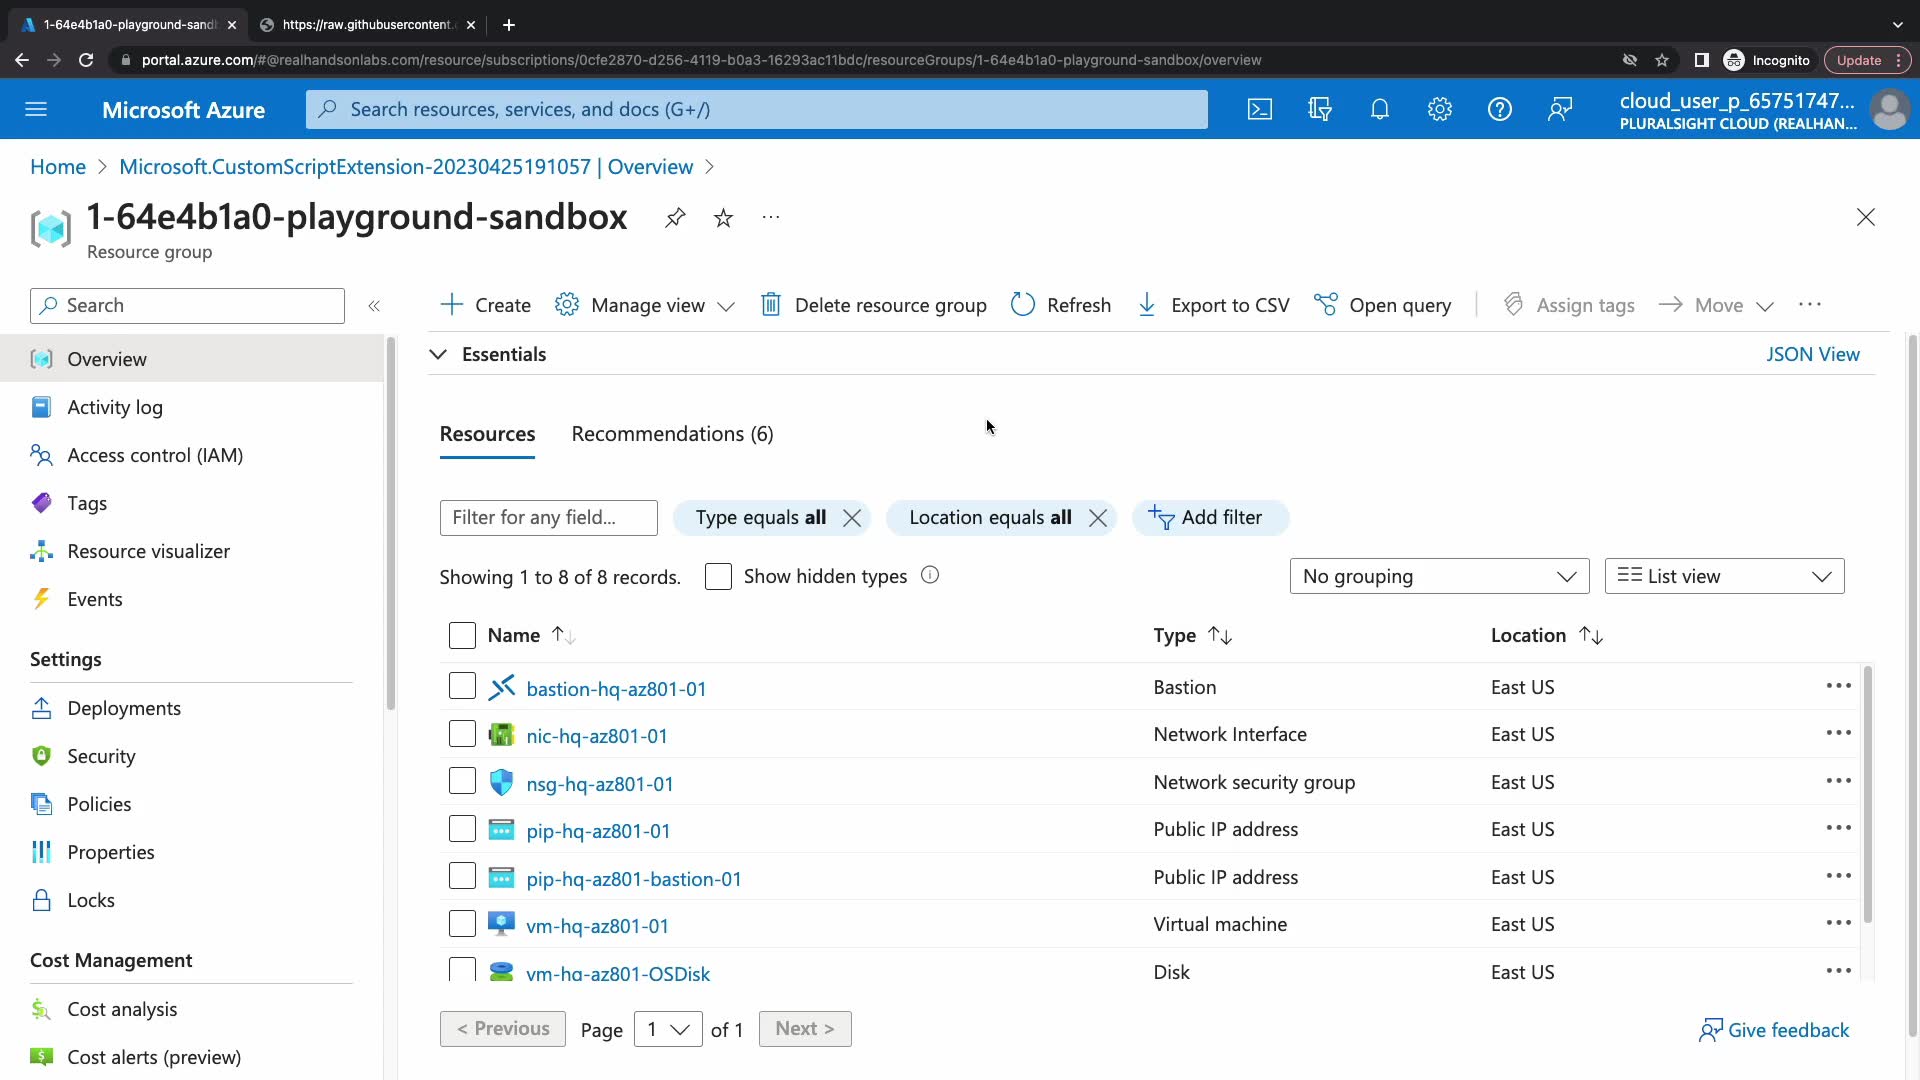 1-64e4b1a0-playground-sand
https://raw.githubusercontent.
portal.azure.com/#@realhandsonlabs.com/resource/subscriptions/0cfe2870-d256-4119-b0a3-16293ac11bdc/resourceGroups/1-64e4b1a0-playground-sandbox/overview
Incognito
Update
Microsoft Azure
Search resources, services, and docs (G+/)
cloud_user_p_65751747...
PLURALSIGHT CLOUD (REALHAN...
Home > Microsoft.CustomScriptExtension-20230425191057 | Overview >
1-64e4b1a0-playground-sandbox
Resource group
Search
Create
Manage view
Delete resource group
Refresh
Export to CSV
Open query
Assign tags
Move
Overview
Activity log
Access control (IAM)
Tags
Resource visualizer
Events
Settings
Deployments
Security
Policies
Properties
Locks
Cost Management
Cost analysis
Cost alerts (preview)
Essentials
JSON View
Resources
Recommendations (6)
Filter for any field...
Type equals all
Location equals all
Add filter
Showing 1 to 8 of 8 records.
Show hidden types
No grouping
List view
Name Type Location
bastion-hq-az801-01 Bastion East US
nic-hq-az801-01 Network Interface East US
nsg-hq-az801-01 Network security group East US
pip-hq-az801-01 Public IP address East US
pip-hq-az801-bastion-01 Public IP address East US
vm-hq-az801-01 Virtual machine East US
vm-hq-az801-OSDisk Disk East US
< Previous
Page 1 of 1
Next >
Give feedback